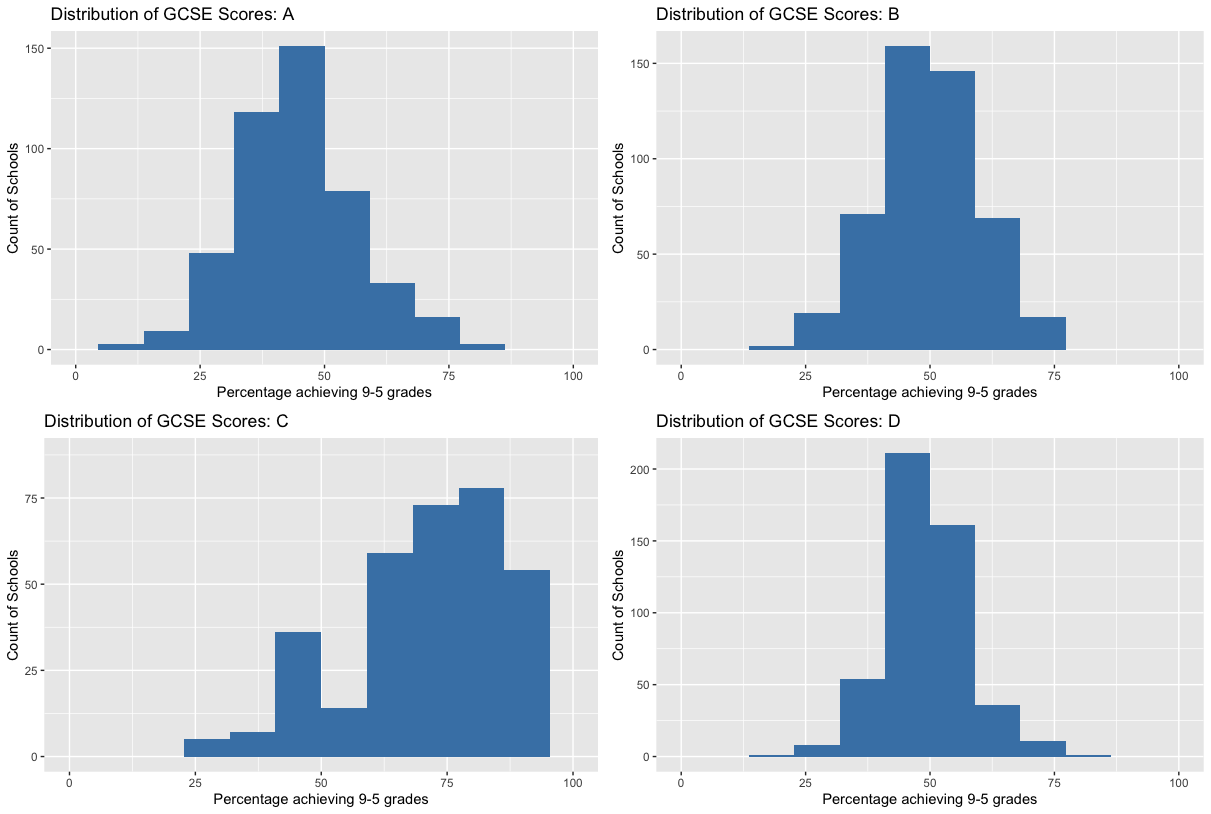 Distribution of GCSE Scores: A
150
100
50
0
Count of Schools
0 25 50 75 100
Percentage achieving 9-5 grades
Distribution of GCSE Scores: B
150
100
50
0
Count of Schools
0 25 50 75 100
Percentage achieving 9-5 grades
Distribution of GCSE Scores: C
75
50
25
0
Count of Schools
0 25 50 75 100
Percentage achieving 9-5 grades
Distribution of GCSE Scores: D
200
150
100
50
0
Count of Schools
0 25 50 75 100
Percentage achieving 9-5 grades